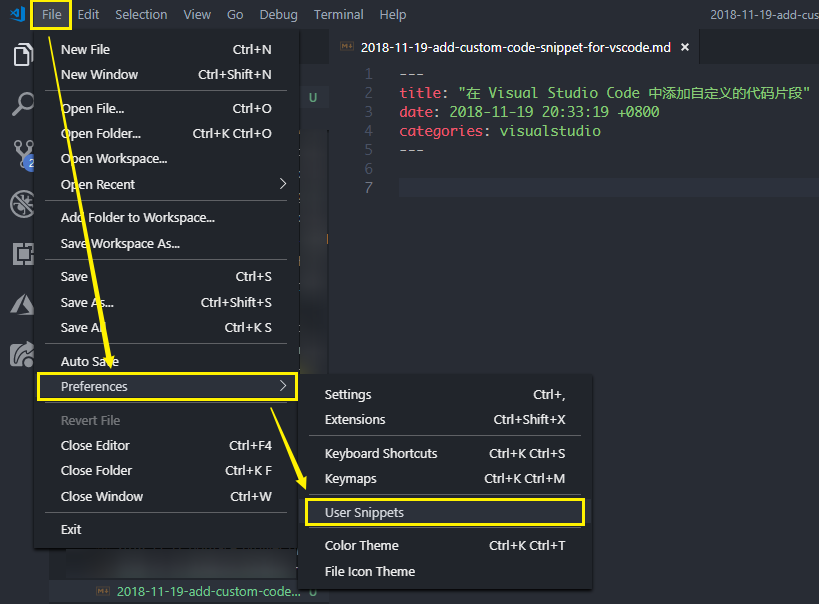 File Edit Selection View Go Debug Terminal Help 2018-11-19-add-cus
New File Ctrl+N
New Window Ctrl+Shift+N
Open File... Ctrl+O
Open Folder... Ctrl+K Ctrl+O
Open Workspace...
Open Recent
Add Folder to Workspace...
Save Workspace As...
Save Ctrl+S
Save As... Ctrl+Shift+S
Save All Ctrl+K S
Auto Save
Preferences
Revert File
Close Editor Ctrl+F4
Close Folder Ctrl+K F
Close Window Ctrl+W
Exit
Settings Ctrl+,
Extensions Ctrl+Shift+X
Keyboard Shortcuts Ctrl+K Ctrl+S
Keymaps Ctrl+K Ctrl+M
User Snippets
Color Theme Ctrl+K Ctrl+T
File Icon Theme
2
U
M+ 2018-11-19-add-custom-code-snippet-for-vscode.md ×
1 ---
2 title: "在 Visual Studio Code 中添加自定义的代码片段"
3 date: 2018-11-19 20:33:19 +0800
4 categories: visualstudio
5 ---
6
7
M+ 2018-11-19-add-custom-code... U